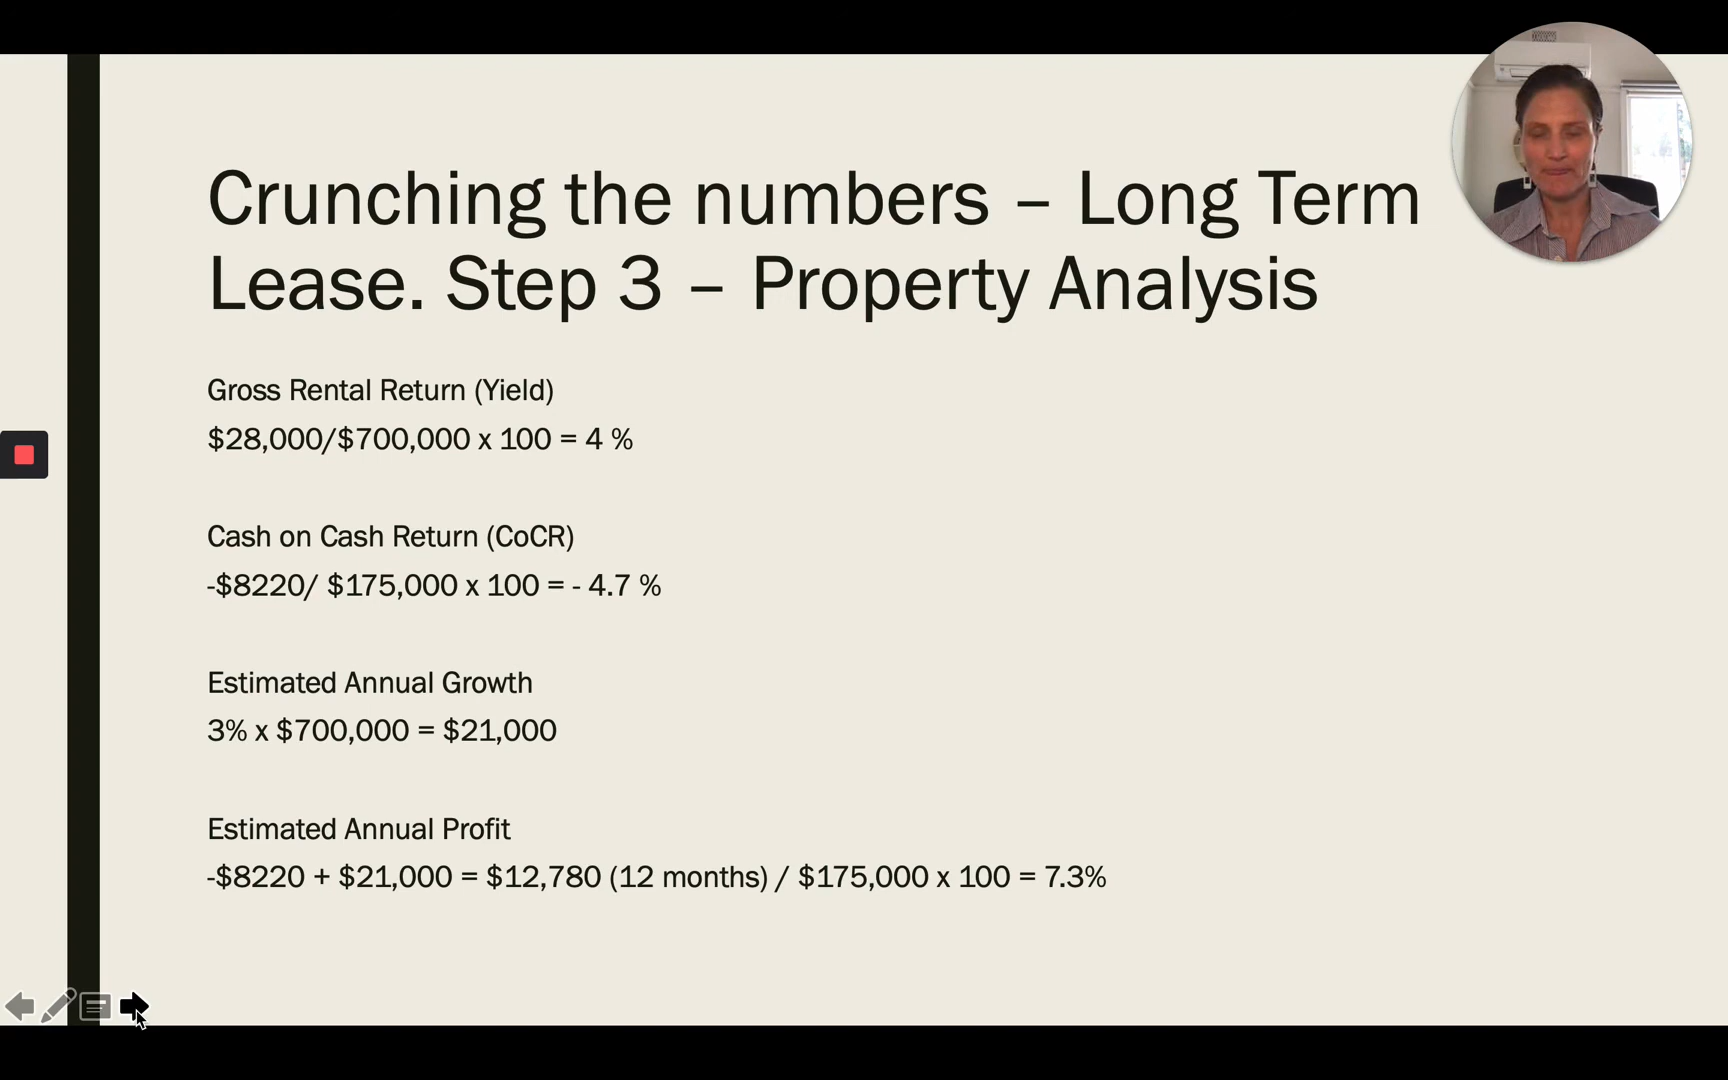 Crunching the numbers – Long Term
Lease. Step 3 – Property Analysis
Gross Rental Return (Yield)
$28,000/$700,000 x 100 = 4 %
Cash on Cash Return (CoCR)
-$8220/ $175,000 x 100 = - 4.7 %
Estimated Annual Growth
3% x $700,000 = $21,000
Estimated Annual Profit
-$8220 + $21,000 = $12,780 (12 months) / $175,000 x 100 = 7.3%